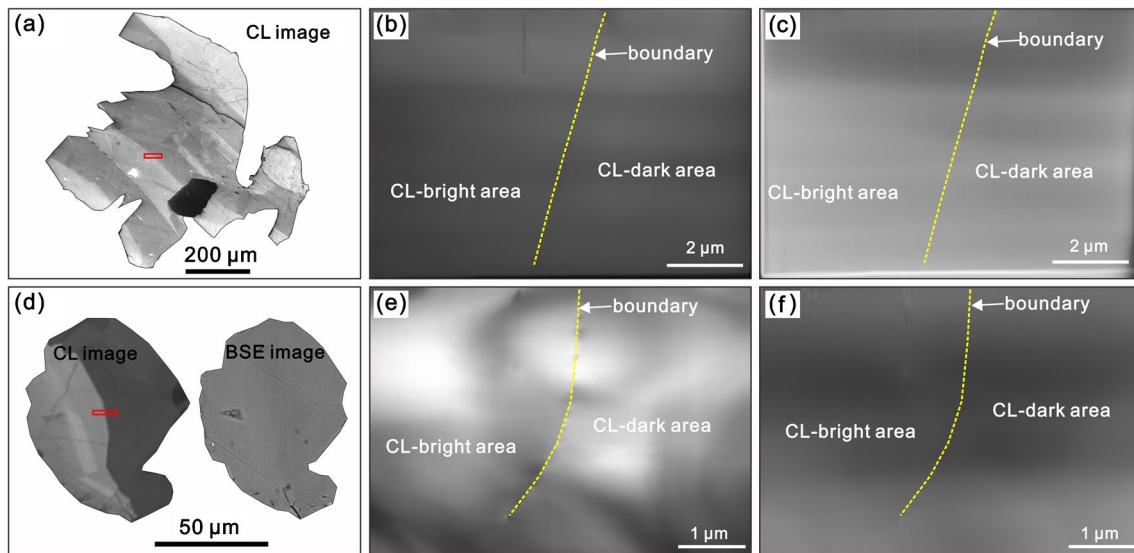 (a)
CL image
200 µm
(b)
boundary
CL-bright area
CL-dark area
2 µm
(c)
boundary
CL-bright area
CL-dark area
2 µm
(d)
CL image
BSE image
50 µm
(e)
boundary
CL-bright area
CL-dark area
1 µm
(f)
boundary
CL-bright area
CL-dark area
1 µm